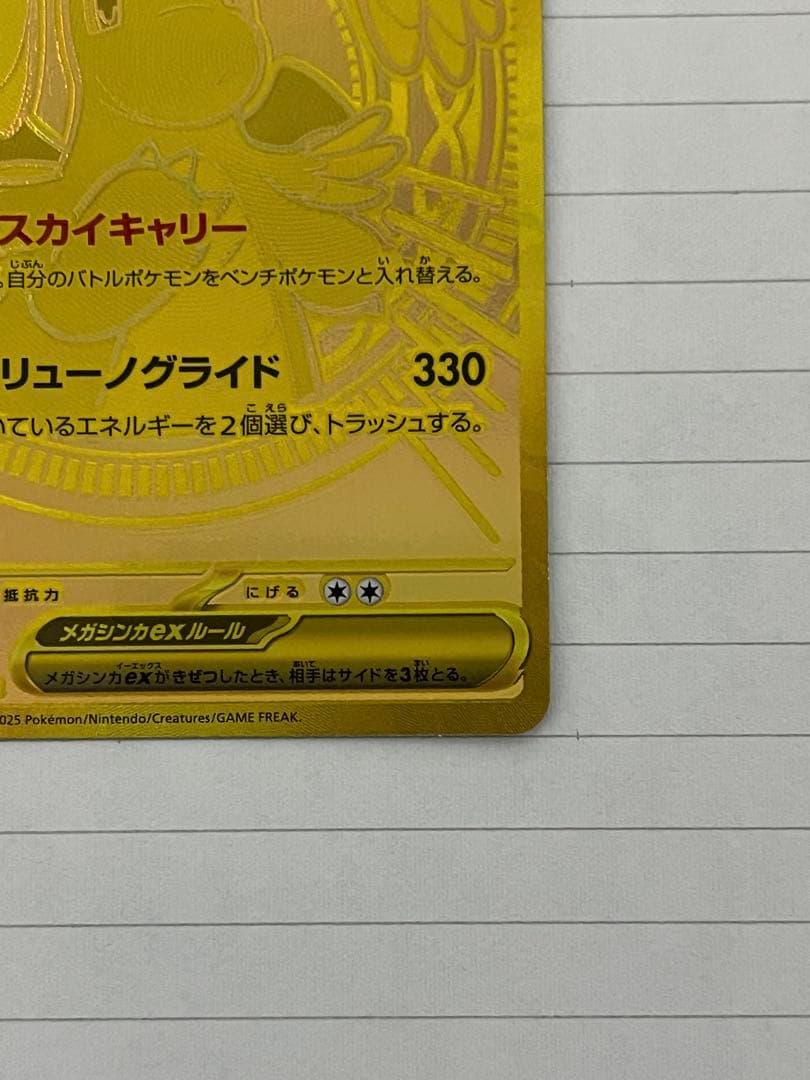 スカイキャリー
。自分のバトルポケモンをベンチポケモンと入れ替える。
リューノグライド 330
いているエネルギーを2個選び、トラッシュする。
抵抗力 にげる
メガシンカexルール
メガシンカexがきぜつしたとき、相手はサイドを3枚とる。
025 Pokémon/Nintendo/Creatures/GAME FREAK.